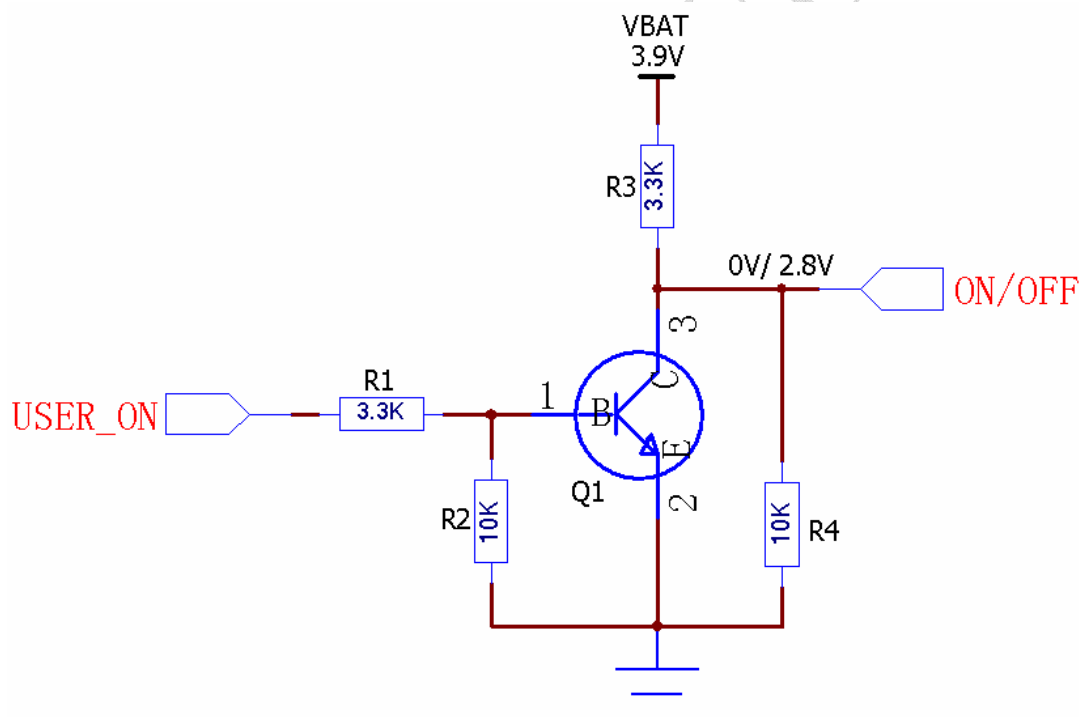 VBAT
3.9V
R3
3.3K
0V/ 2.8V
ON/OFF
3
C
R1
3.3K
USER_ON
1
B
E
Q1
2
R2
10K
10K
R4